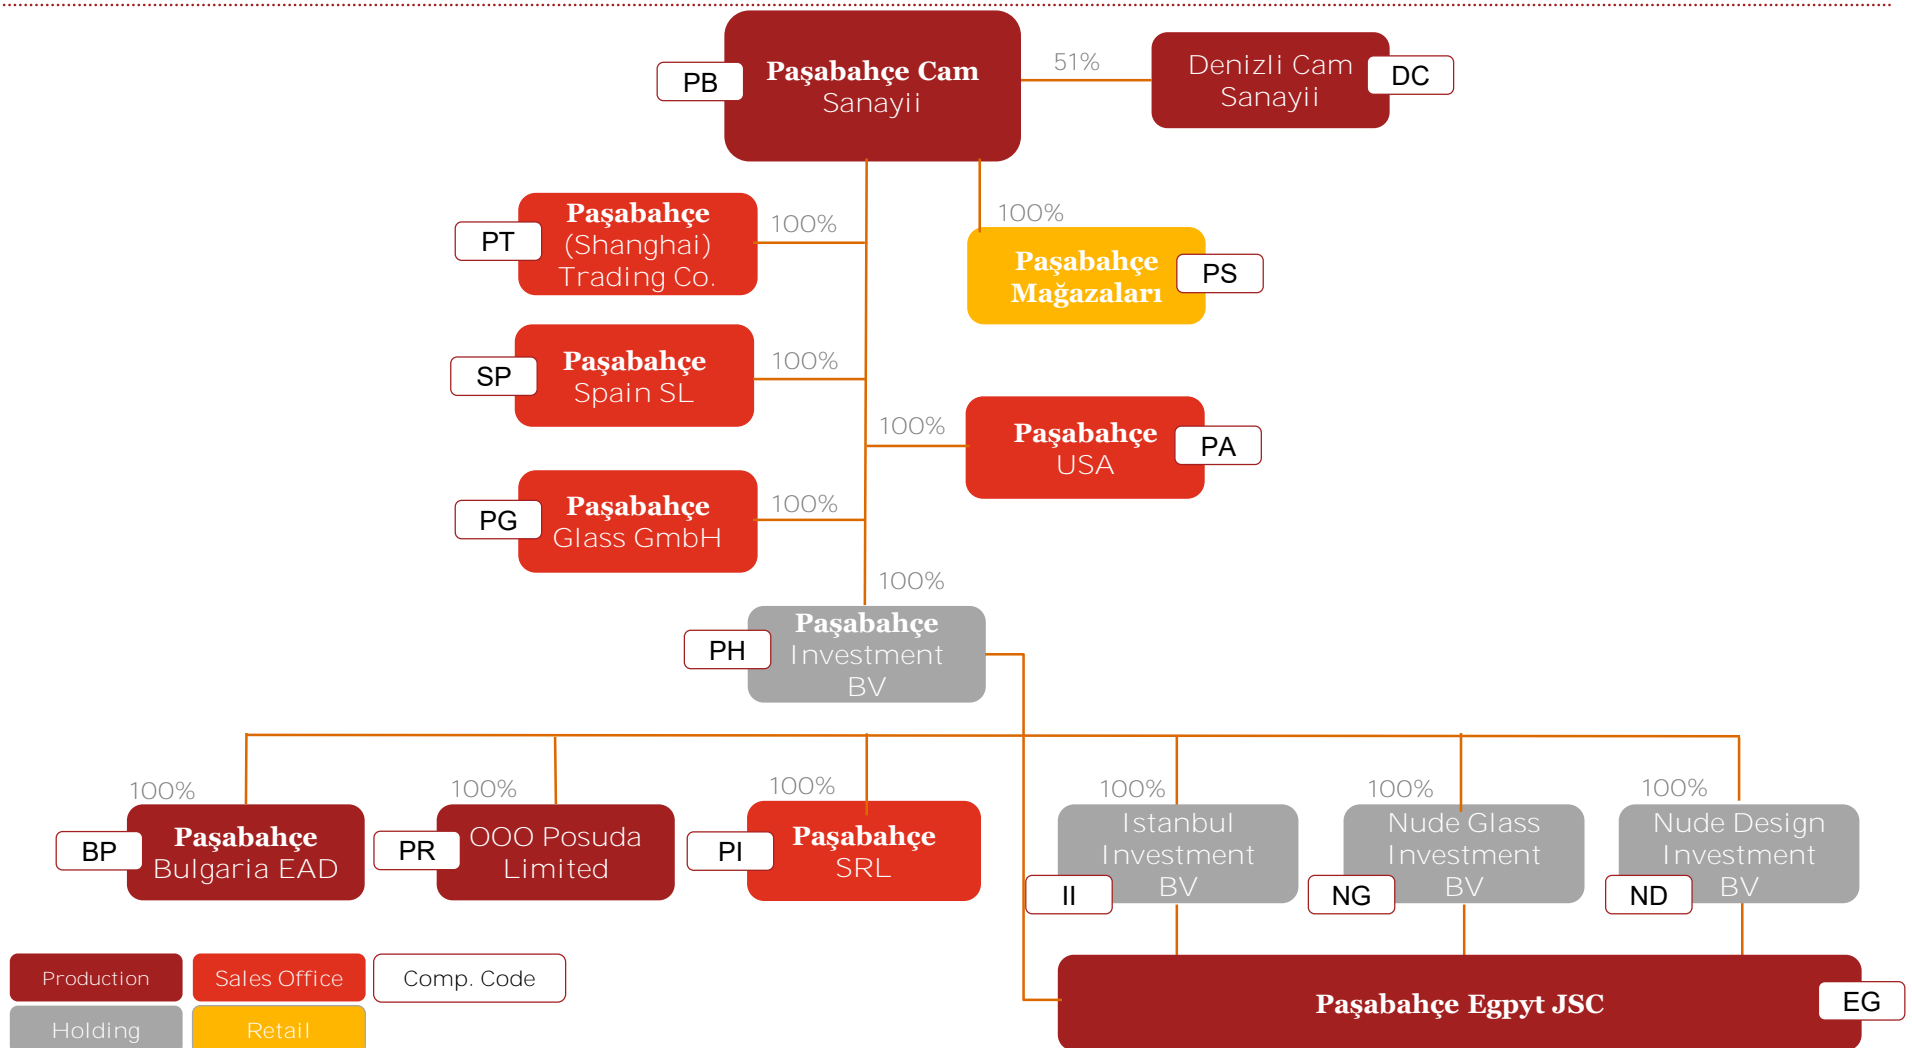 PB
Paşabahçe Cam
Sanayii
51%
Denizli Cam
Sanayii
DC
PT
Paşabahçe
(Shanghai)
Trading Co.
100%
100%
Paşabahçe
Mağazaları
PS
SP
Paşabahçe
Spain SL
100%
100%
Paşabahçe
USA
PA
PG
Paşabahçe
Glass GmbH
100%
100%
PH
Paşabahçe
Investment
BV
100%
BP
Paşabahçe
Bulgaria EAD
100%
PR
OOO Posuda
Limited
100%
PI
Paşabahçe
SRL
100%
Istanbul
Investment
BV
II
100%
Nude Glass
Investment
BV
NG
100%
Nude Design
Investment
BV
ND
Paşabahçe Egpyt JSC
EG
Production
Sales Office
Comp. Code
Holding
Retail